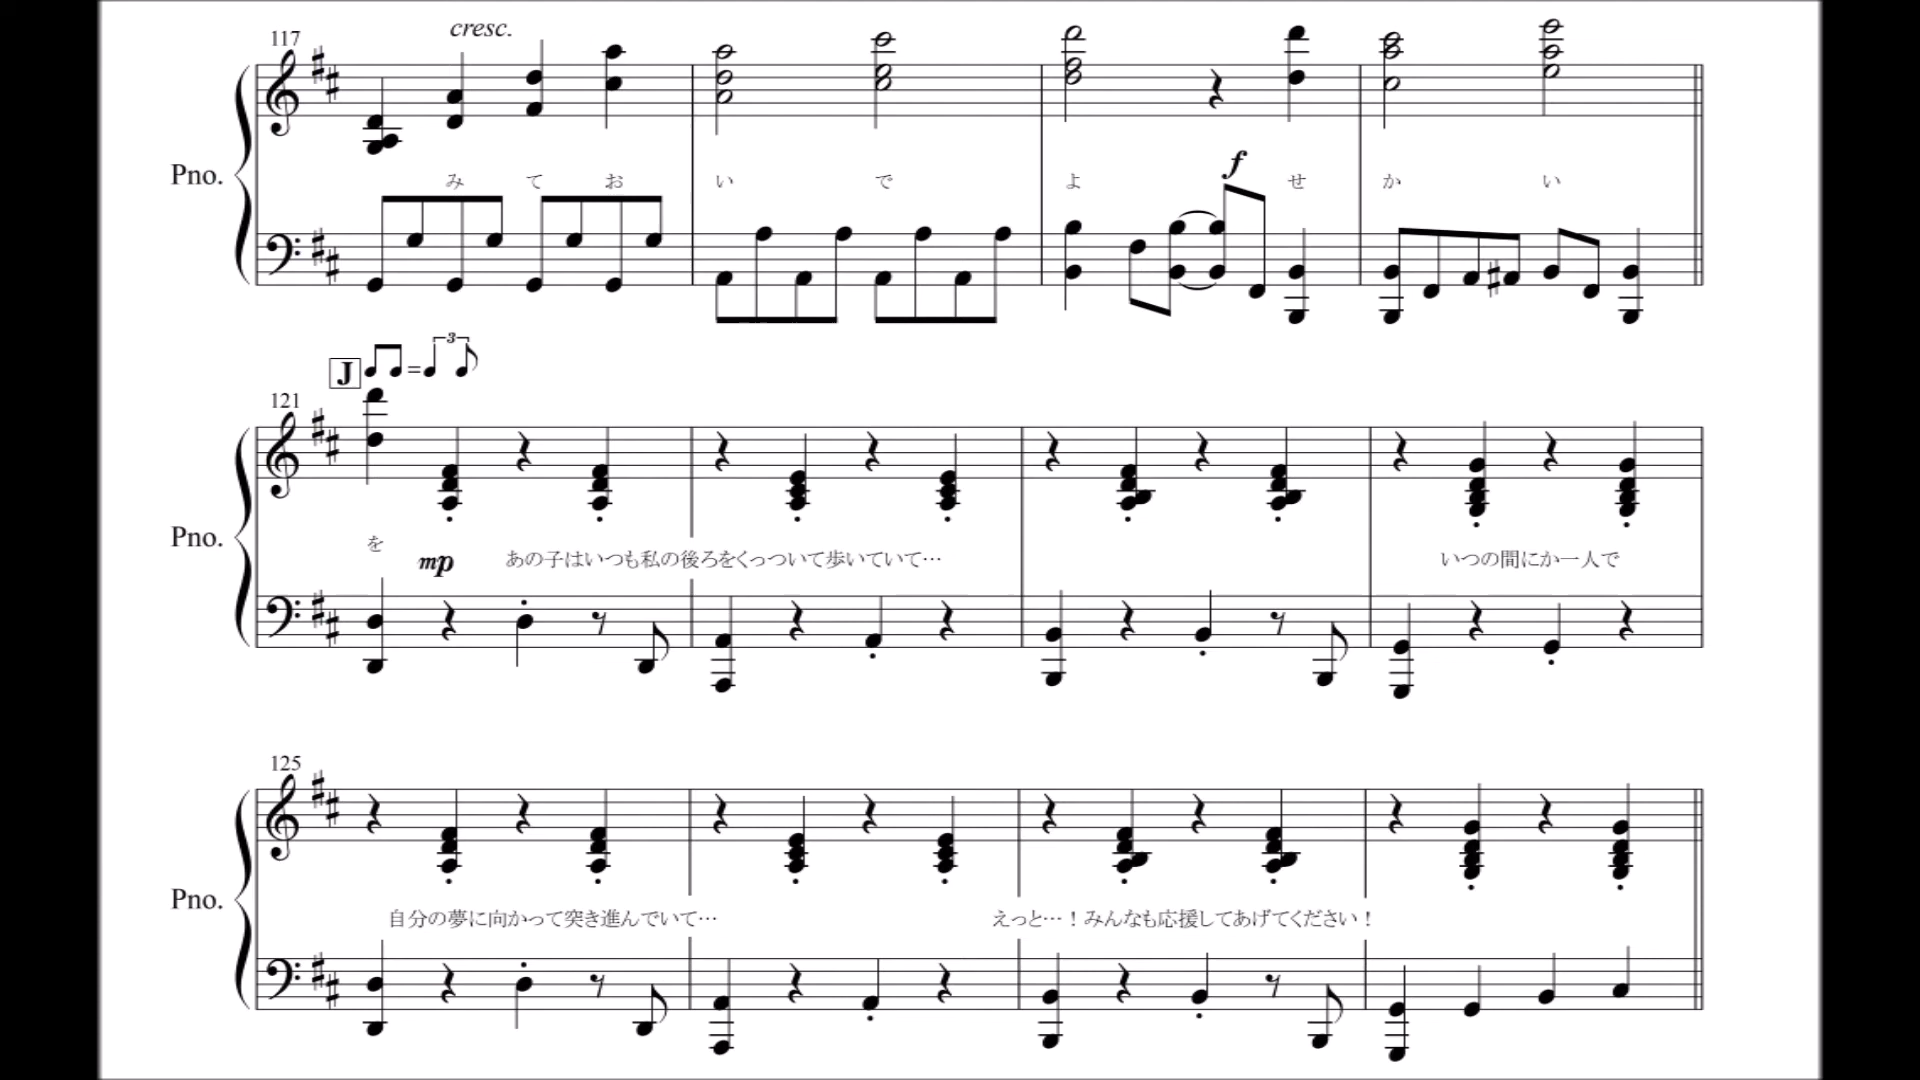 117
cresc.
Pno.
み て お い で よ せ か い
f
J = 3
121
Pno.
を
mp
あの子はいつも私の後ろをくっついて歩いていて… いつの間にか一人で
125
Pno.
自分の夢に向かって突き進んでいて… えっと…！みんなも応援してあげてください！